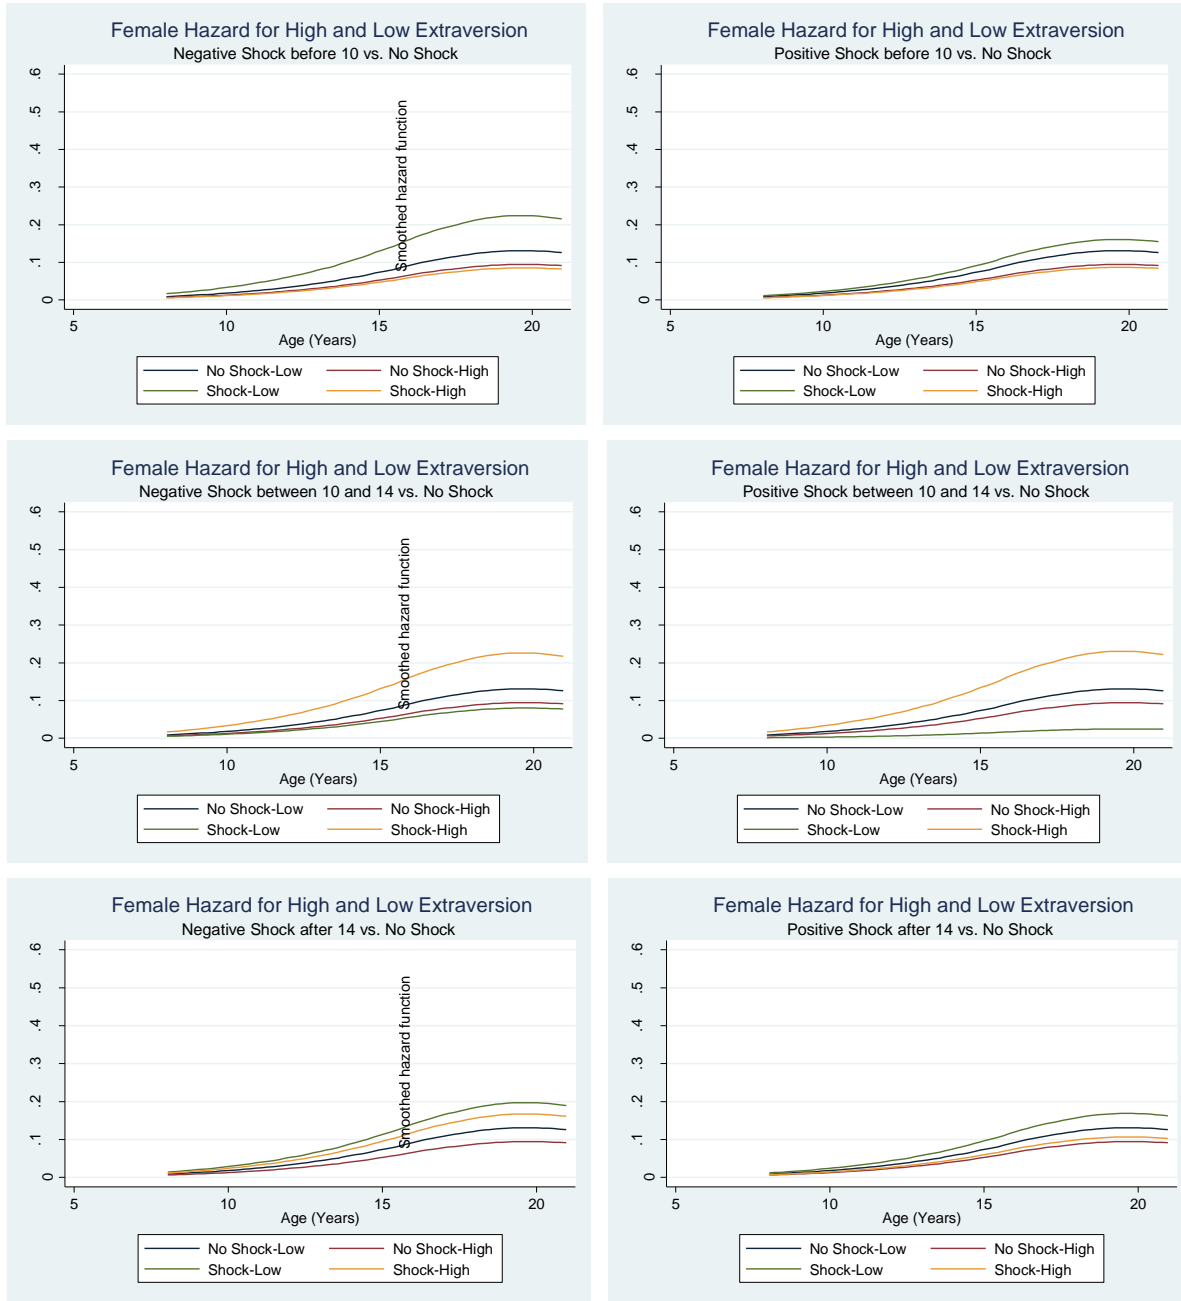 Female Hazard for High and Low Extraversion
Negative Shock before 10 vs. No Shock
.6
.5
.4
.3
.2
.1
0
Smoothed hazard function
5 10 15 20
Age (Years)
No Shock-Low No Shock-High
Shock-Low Shock-High
Female Hazard for High and Low Extraversion
Positive Shock before 10 vs. No Shock
.6
.5
.4
.3
.2
.1
0
5 10 15 20
Age (Years)
No Shock-Low No Shock-High
Shock-Low Shock-High
Female Hazard for High and Low Extraversion
Negative Shock between 10 and 14 vs. No Shock
.6
.5
.4
.3
.2
.1
0
Smoothed hazard function
5 10 15 20
Age (Years)
No Shock-Low No Shock-High
Shock-Low Shock-High
Female Hazard for High and Low Extraversion
Positive Shock between 10 and 14 vs. No Shock
.6
.5
.4
.3
.2
.1
0
5 10 15 20
Age (Years)
No Shock-Low No Shock-High
Shock-Low Shock-High
Female Hazard for High and Low Extraversion
Negative Shock after 14 vs. No Shock
.6
.5
.4
.3
.2
.1
0
Smoothed hazard function
5 10 15 20
Age (Years)
No Shock-Low No Shock-High
Shock-Low Shock-High
Female Hazard for High and Low Extraversion
Positive Shock after 14 vs. No Shock
.6
.5
.4
.3
.2
.1
0
5 10 15 20
Age (Years)
No Shock-Low No Shock-High
Shock-Low Shock-High